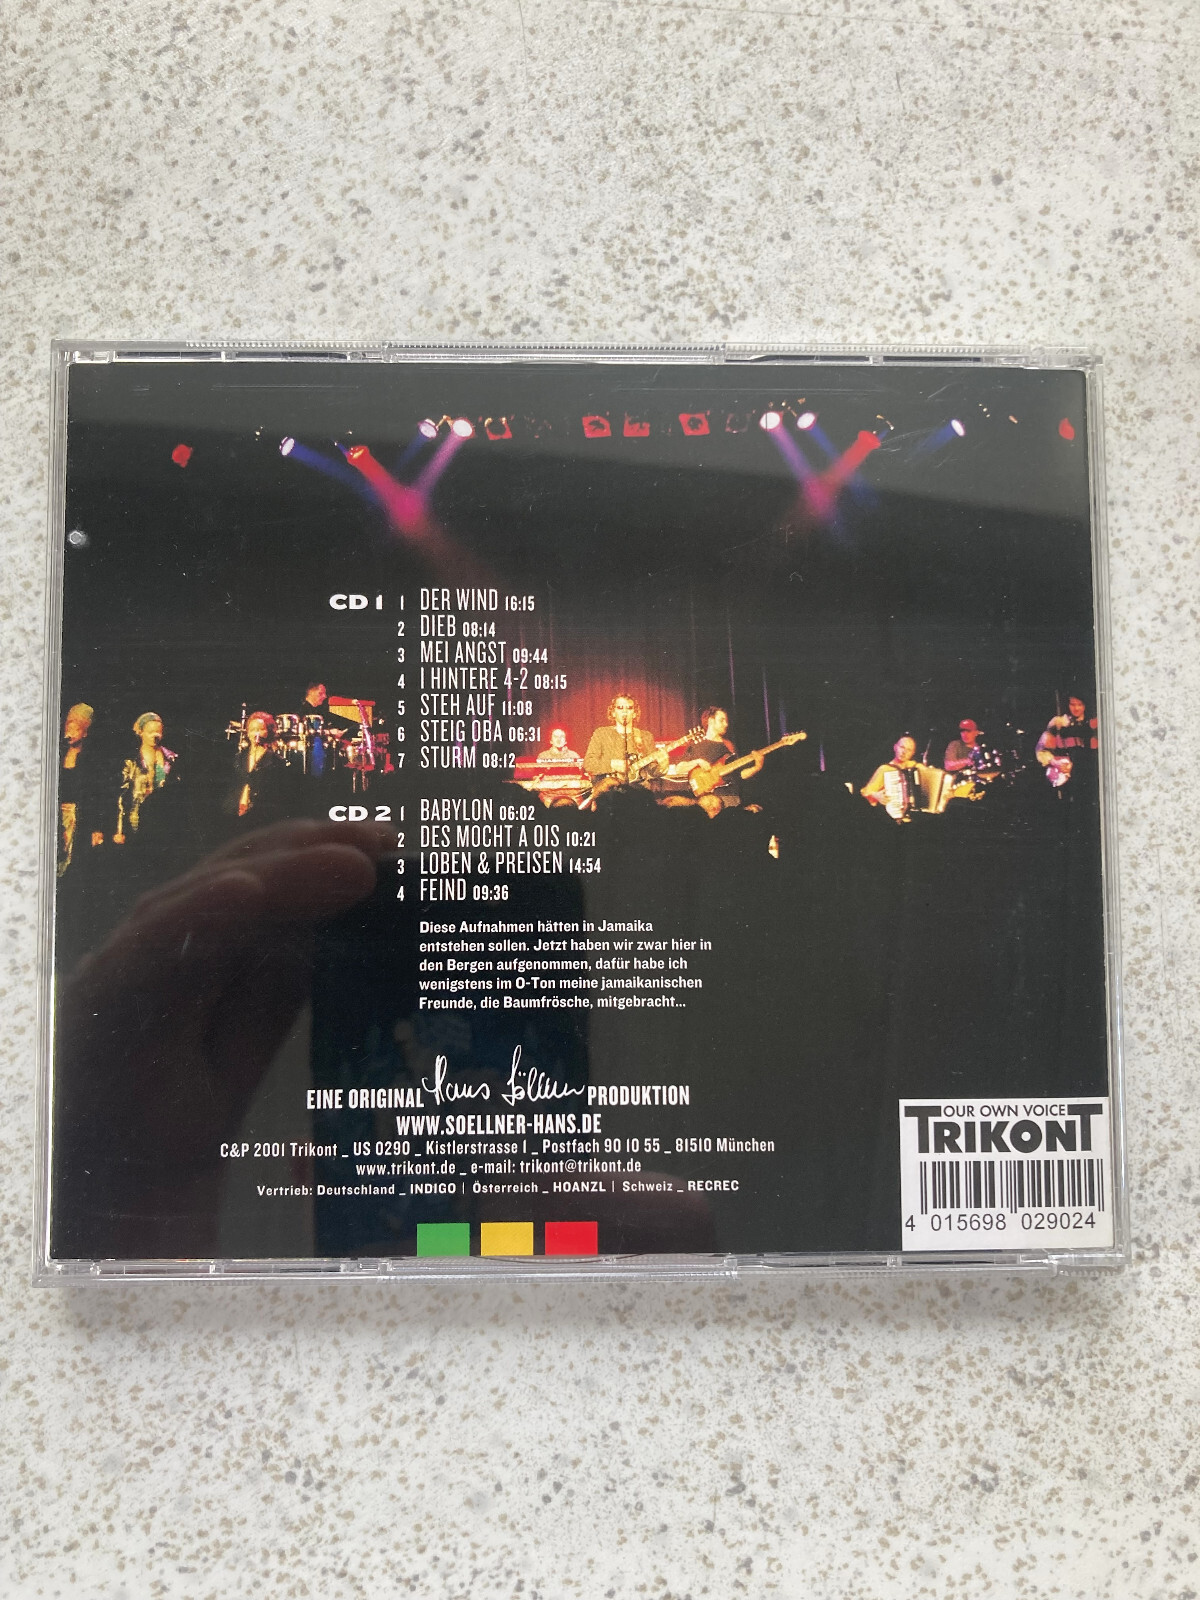 CD 1 1 DER WIND 16:15
2 DIEB 08:14
3 MEI ANGST 09:44
4 I HINTERE 4-2 08:15
5 STEH AUF 11:08
6 STEIG OBA 06:31
7 STURM 08:12
CD 2 1 BABYLON 06:02
2 DES MOCHT A OIS 10:21
3 LOBEN & PREISEN 14:54
4 FEIND 09:36
Diese Aufnahmen hätten in Jamaika
entstehen sollen. Jetzt haben wir zwar hier in
den Bergen aufgenommen, dafür habe ich
wenigstens im O-Ton meine jamaikanischen
Freunde, die Baumfrösche, mitgebracht...
EINE ORIGINAL Hans Söllner PRODUKTION
WWW.SOELLNER-HANS.DE
C&P 2001 Trikont _ US 0290 _ Kistlerstrasse 1 _ Postfach 90 10 55 _ 81510 München
www.trikont.de _ e-mail: trikont@trikont.de
Vertrieb: Deutschland _ INDIGO | Österreich _ HOANZL | Schweiz _ RECREC
OUR OWN VOICE
TRIKONT
4 015698 029024